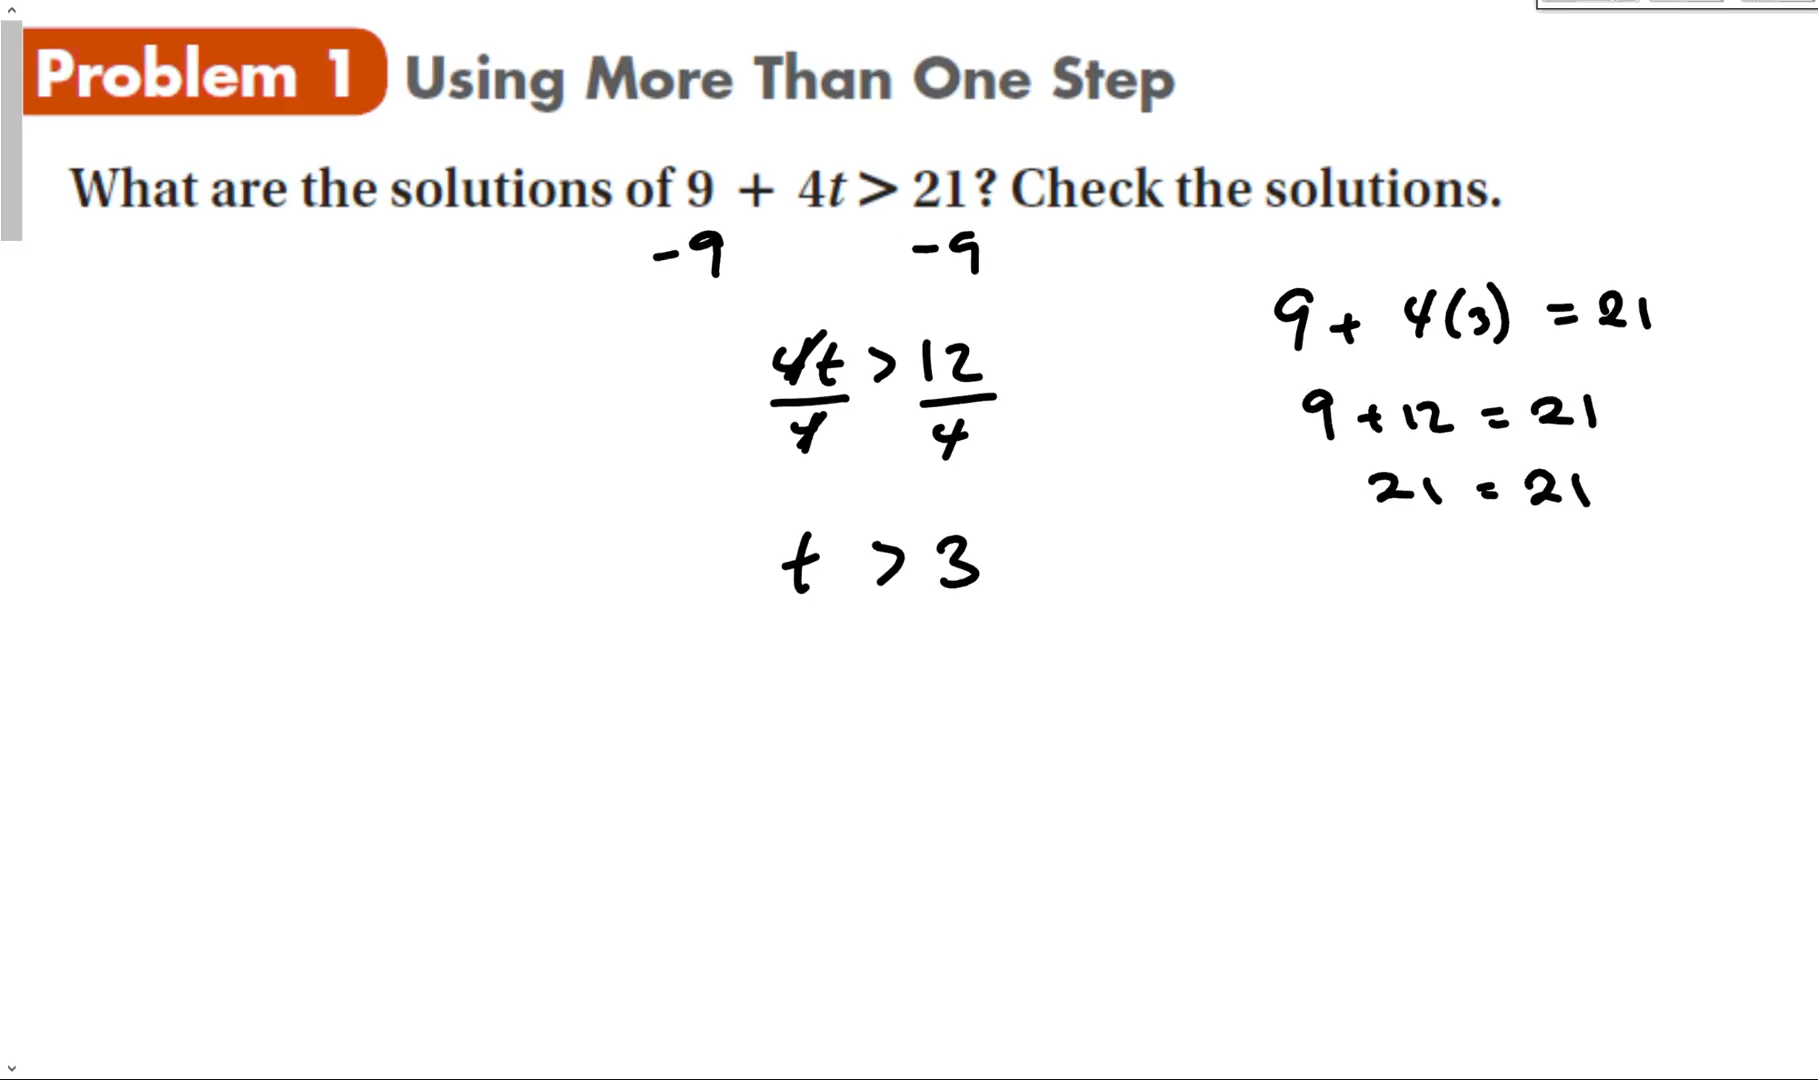 Problem 1 Using More Than One Step
What are the solutions of 9 + 4t > 21? Check the solutions.
-9 -9
9 + 4(3) = 21
4t > 12
4 4
9 + 12 = 21
21 = 21
t > 3